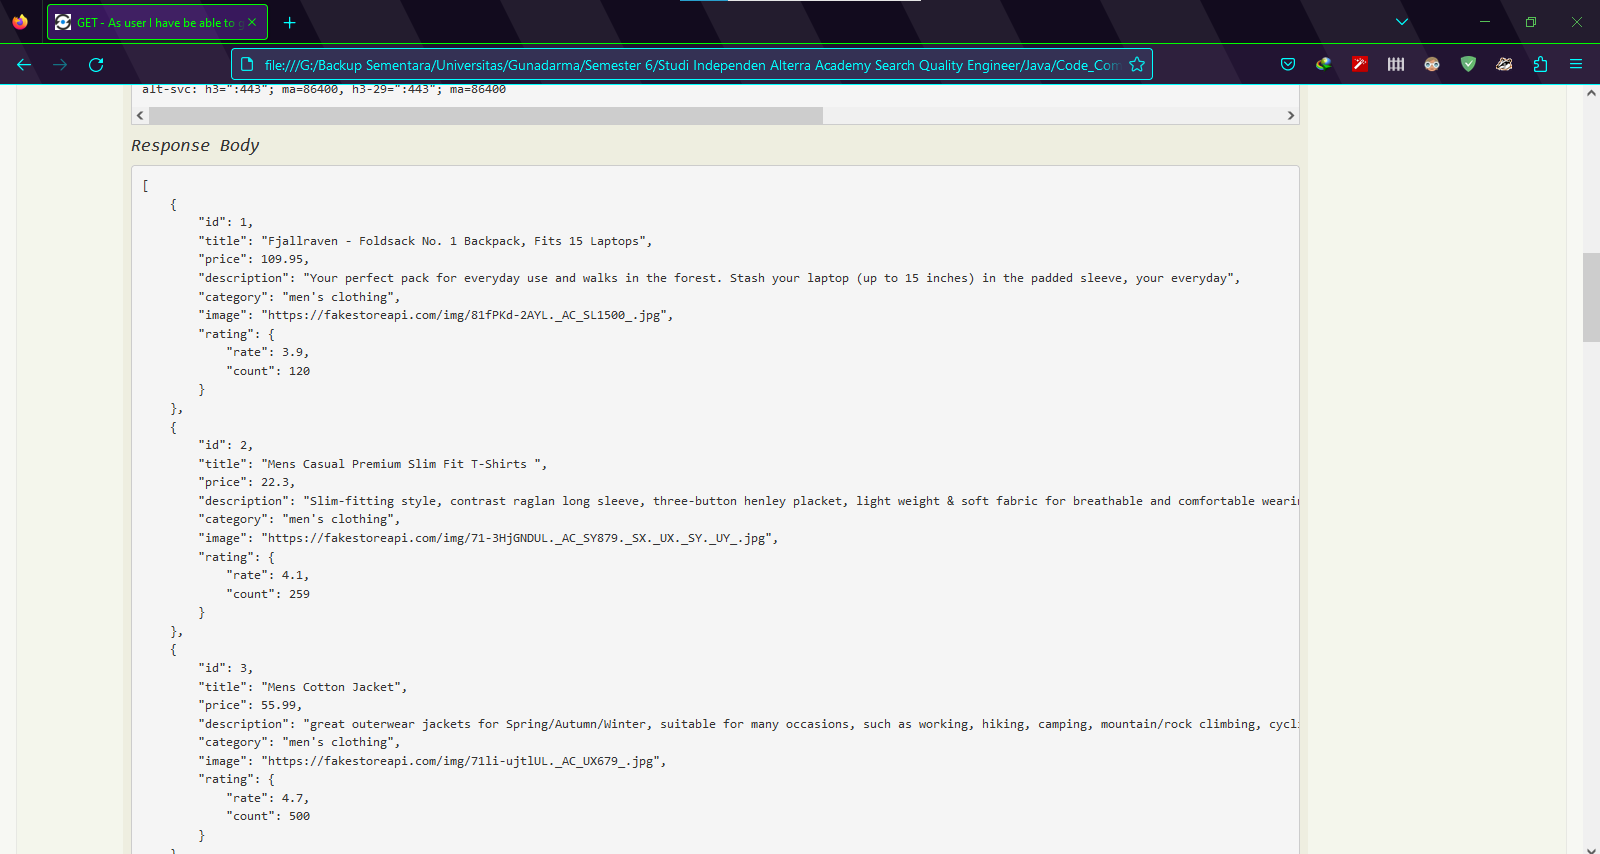 GET - As user I have be able to g
file:///G:/Backup Sementara/Universitas/Gunadarma/Semester 6/Studi Independen Alterra Academy Search Quality Engineer/Java/Code_Com
alt-svc: h3=":443"; ma=86400, h3-29=":443"; ma=86400
Response Body
[
{
"id": 1,
"title": "Fjallraven - Foldsack No. 1 Backpack, Fits 15 Laptops",
"price": 109.95,
"description": "Your perfect pack for everyday use and walks in the forest. Stash your laptop (up to 15 inches) in the padded sleeve, your everyday",
"category": "men's clothing",
"image": "https://fakestoreapi.com/img/81fPKd-2AYL._AC_SL1500_.jpg",
"rating": {
"rate": 3.9,
"count": 120
}
},
{
"id": 2,
"title": "Mens Casual Premium Slim Fit T-Shirts ",
"price": 22.3,
"description": "Slim-fitting style, contrast raglan long sleeve, three-button henley placket, light weight & soft fabric for breathable and comfortable wearin
"category": "men's clothing",
"image": "https://fakestoreapi.com/img/71-3HjGNDUL._AC_SY879._SX._UX._SY._UY_.jpg",
"rating": {
"rate": 4.1,
"count": 259
}
},
{
"id": 3,
"title": "Mens Cotton Jacket",
"price": 55.99,
"description": "great outerwear jackets for Spring/Autumn/Winter, suitable for many occasions, such as working, hiking, camping, mountain/rock climbing, cycli
"category": "men's clothing",
"image": "https://fakestoreapi.com/img/71li-ujtlUL._AC_UX679_.jpg",
"rating": {
"rate": 4.7,
"count": 500
}
}